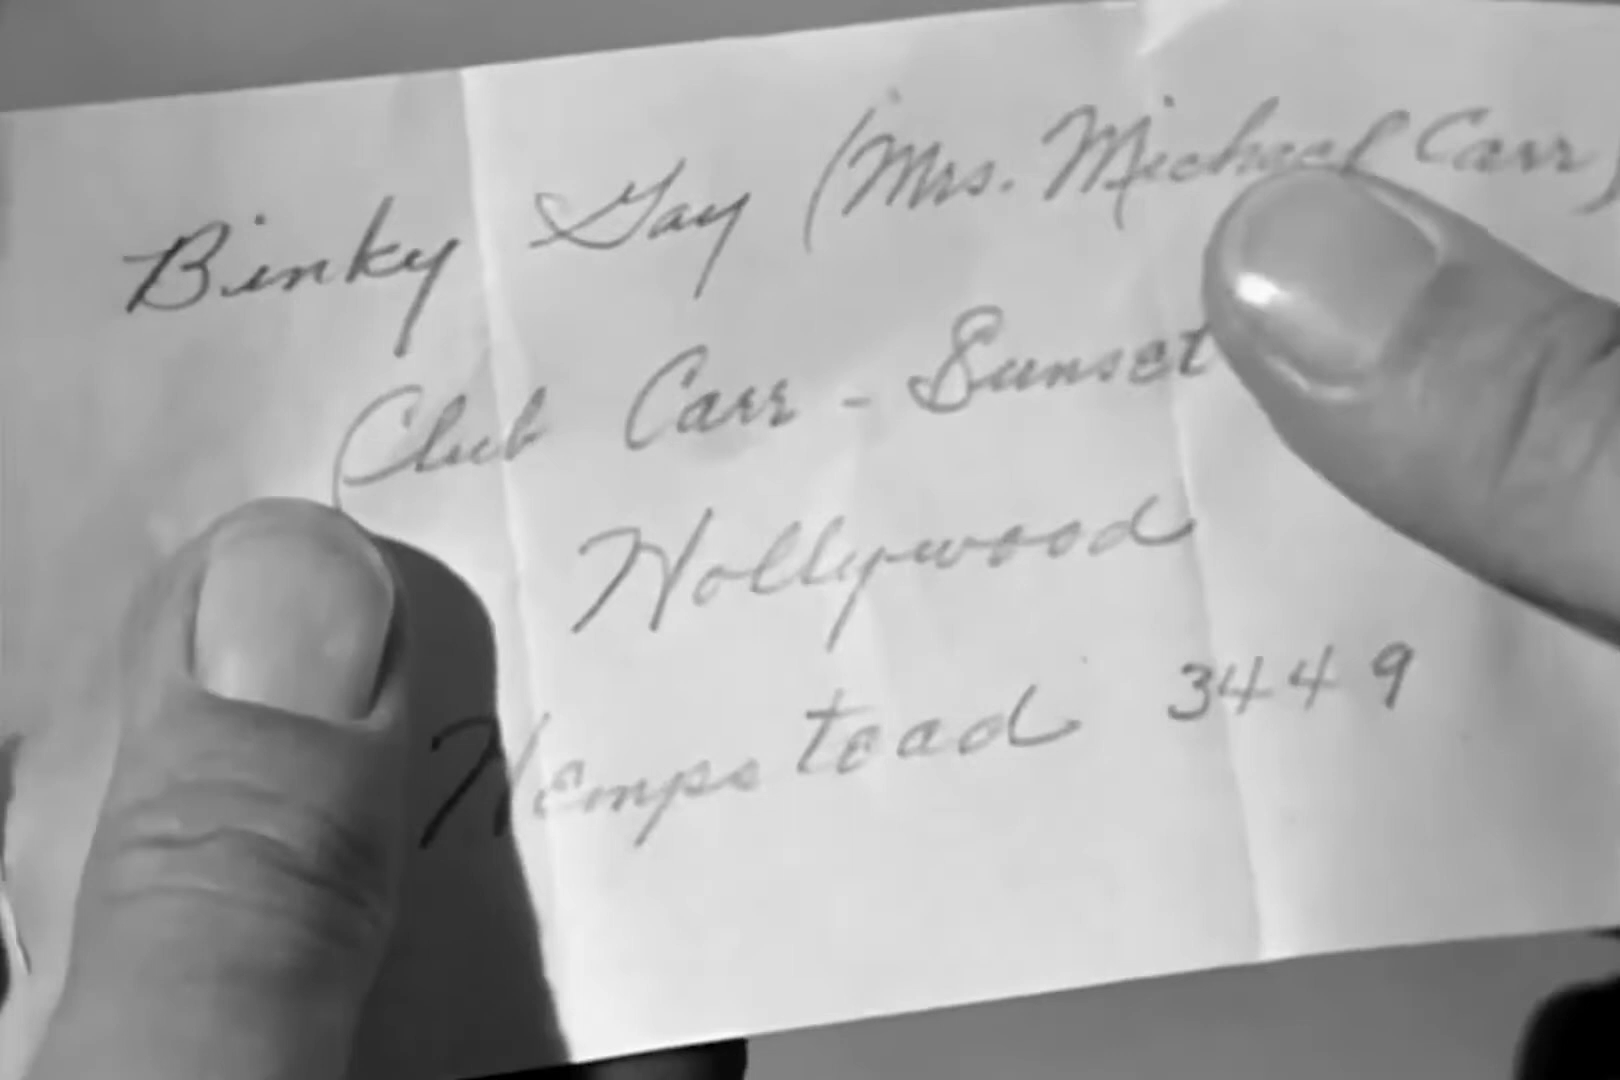 Binky Gay (Mrs. Michael Carr)
Club Carr - Sunset
Hollywood
Hempstead 3449